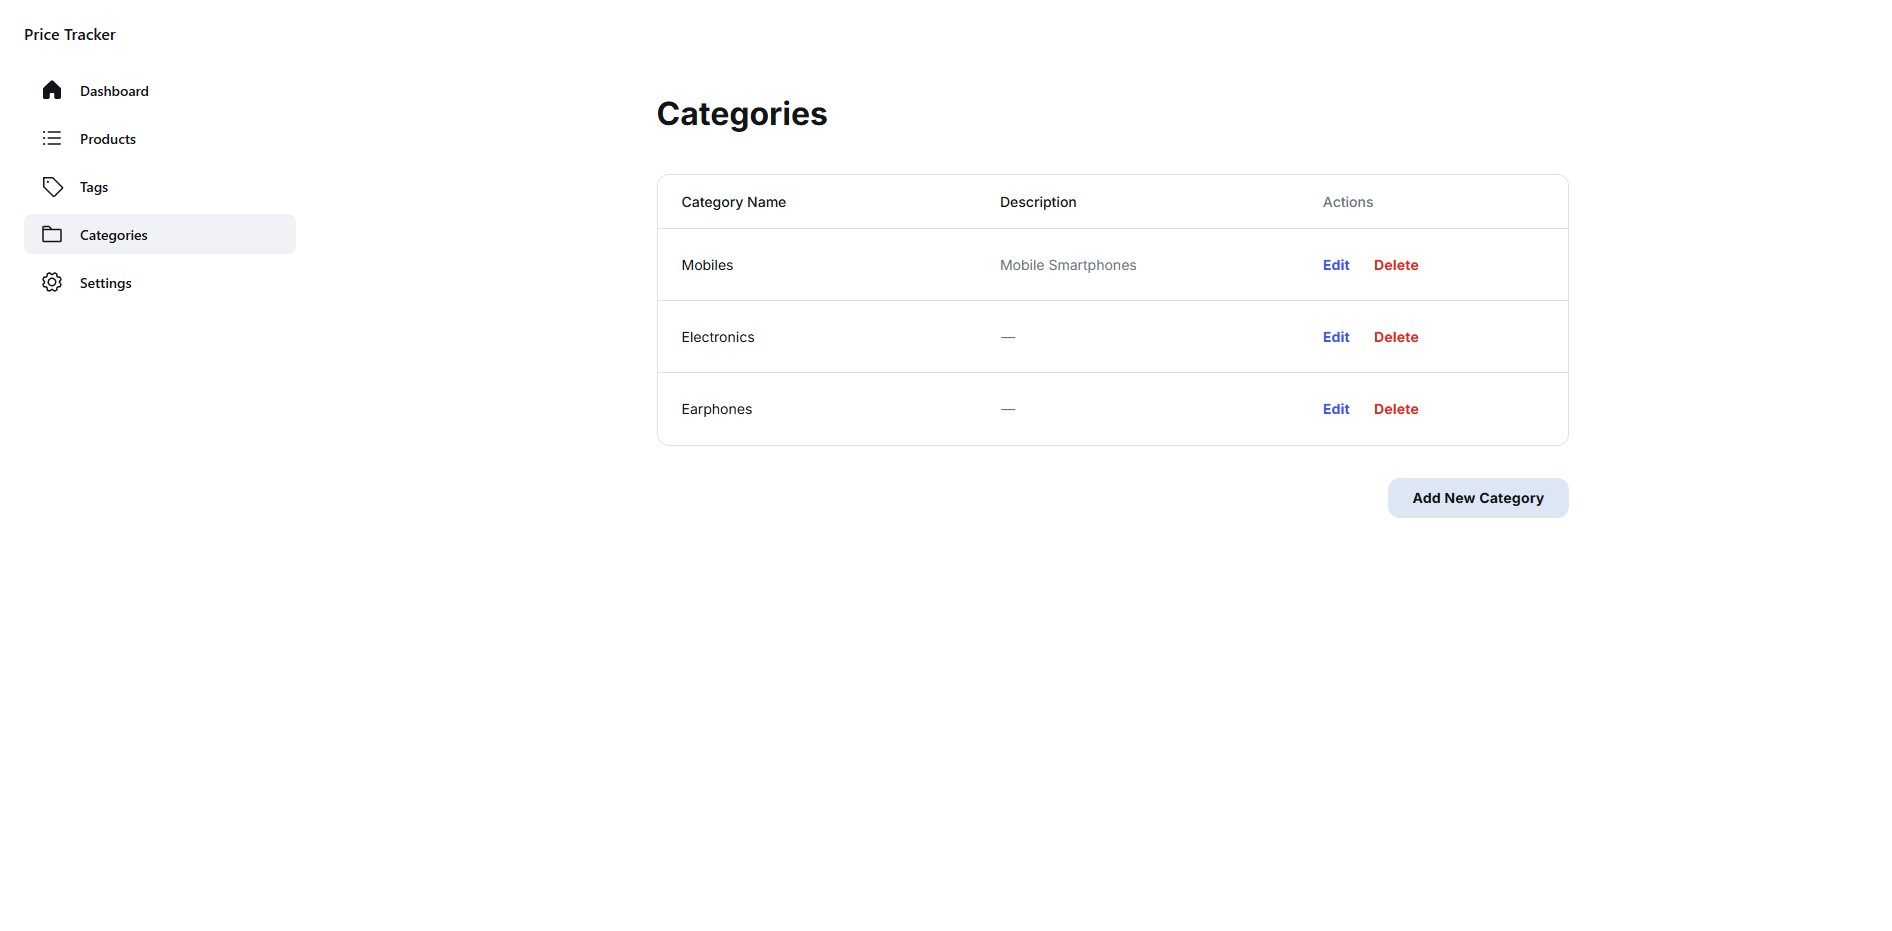 Price Tracker
Dashboard
Products
Tags
Categories
Settings
Categories
Category Name Description Actions
Mobiles Mobile Smartphones Edit Delete
Electronics — Edit Delete
Earphones — Edit Delete
Add New Category